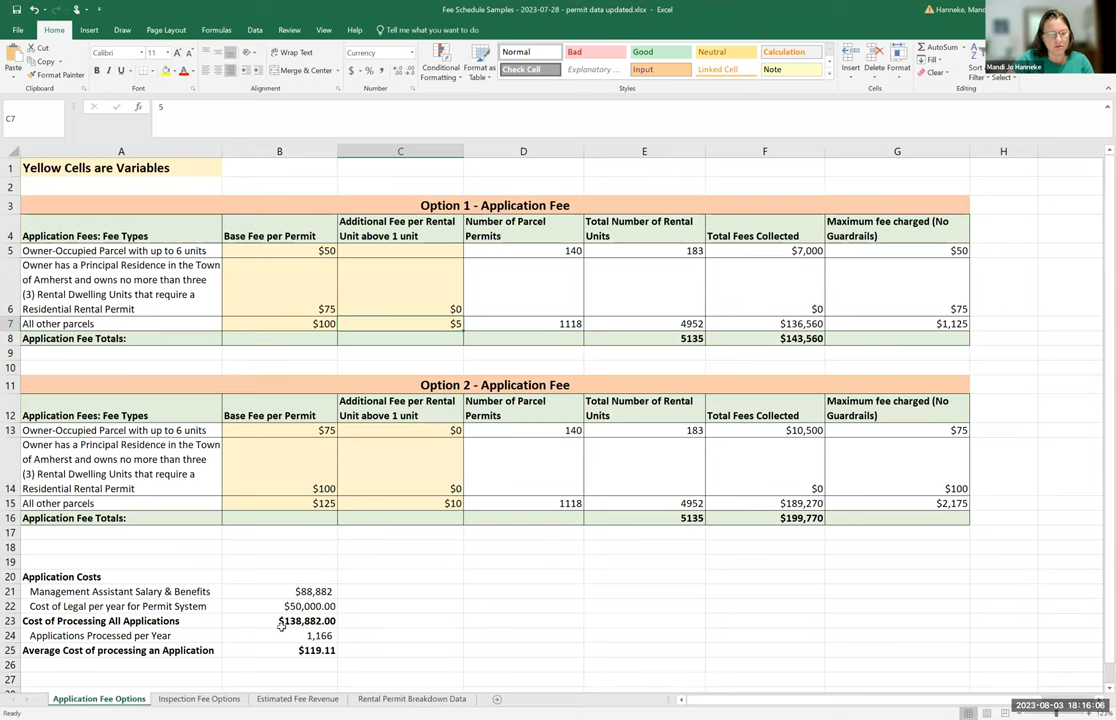 Fee Schedule Samples - 2023-07-28 - permit data updated.xlsx - Excel
Hanneke, Mand
File Home Insert Draw Page Layout Formulas Data Review View Help Tell me what you want to do
Paste
Cut
Copy
Format Painter
Clipboard
Calibri 11
B I U
Font
Wrap Text
Merge & Center
Alignment
Currency
$ % ,
Number
Conditional Formatting
Format as Table
Normal Bad Good Neutral Calculation
Check Cell Explanatory ... Input Linked Cell Note
Styles
Insert Delete Format
Cells
AutoSum
Fill
Clear
Sort
Filter Select
Editing
Mandi Jo Hanneke
C7 fx 5
A B C D E F G H
1 Yellow Cells are Variables
2
3 Option 1 - Application Fee
4 Application Fees: Fee Types Base Fee per Permit Additional Fee per Rental Unit above 1 unit Number of Parcel Permits Total Number of Rental Units Total Fees Collected Maximum fee charged (No Guardrails)
5 Owner-Occupied Parcel with up to 6 units $50 140 183 $7,000 $50
Owner has a Principal Residence in the Town
of Amherst and owns no more than three
(3) Rental Dwelling Units that require a
6 Residential Rental Permit $75 $0 $0 $75
7 All other parcels $100 $5 1118 4952 $136,560 $1,125
8 Application Fee Totals: 5135 $143,560
9
10
11 Option 2 - Application Fee
12 Application Fees: Fee Types Base Fee per Permit Additional Fee per Rental Unit above 1 unit Number of Parcel Permits Total Number of Rental Units Total Fees Collected Maximum fee charged (No Guardrails)
13 Owner-Occupied Parcel with up to 6 units $75 $0 140 183 $10,500 $75
Owner has a Principal Residence in the Town
of Amherst and owns no more than three
(3) Rental Dwelling Units that require a
14 Residential Rental Permit $100 $0 $0 $100
15 All other parcels $125 $10 1118 4952 $189,270 $2,175
16 Application Fee Totals: 5135 $199,770
17
18
19
20 Application Costs
21 Management Assistant Salary & Benefits $88,882
22 Cost of Legal per year for Permit System $50,000.00
23 Cost of Processing All Applications $138,882.00
24 Applications Processed per Year 1,166
25 Average Cost of processing an Application $119.11
26
27
Application Fee Options Inspection Fee Options Estimated Fee Revenue Rental Permit Breakdown Data
Ready
2023-08-03 18:16:06